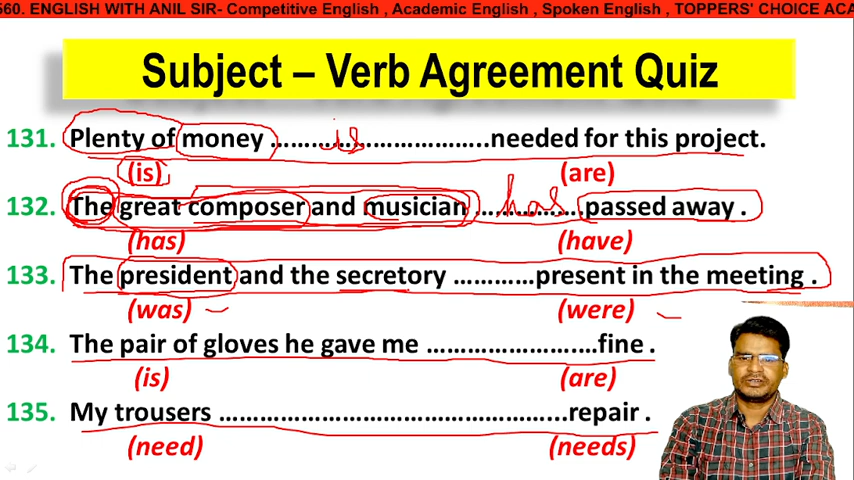 560. ENGLISH WITH ANIL SIR- Competitive English , Academic English , Spoken English , TOPPERS' CHOICE ACA
Subject – Verb Agreement Quiz
131. Plenty of money ......is......needed for this project.
(is) (are)
132. The great composer and musician ...has...passed away .
(has) (have)
133. The president and the secretory ............present in the meeting .
(was) (were)
134. The pair of gloves he gave me .........................fine .
(is) (are)
135. My trousers ....................................................repair .
(need) (needs)